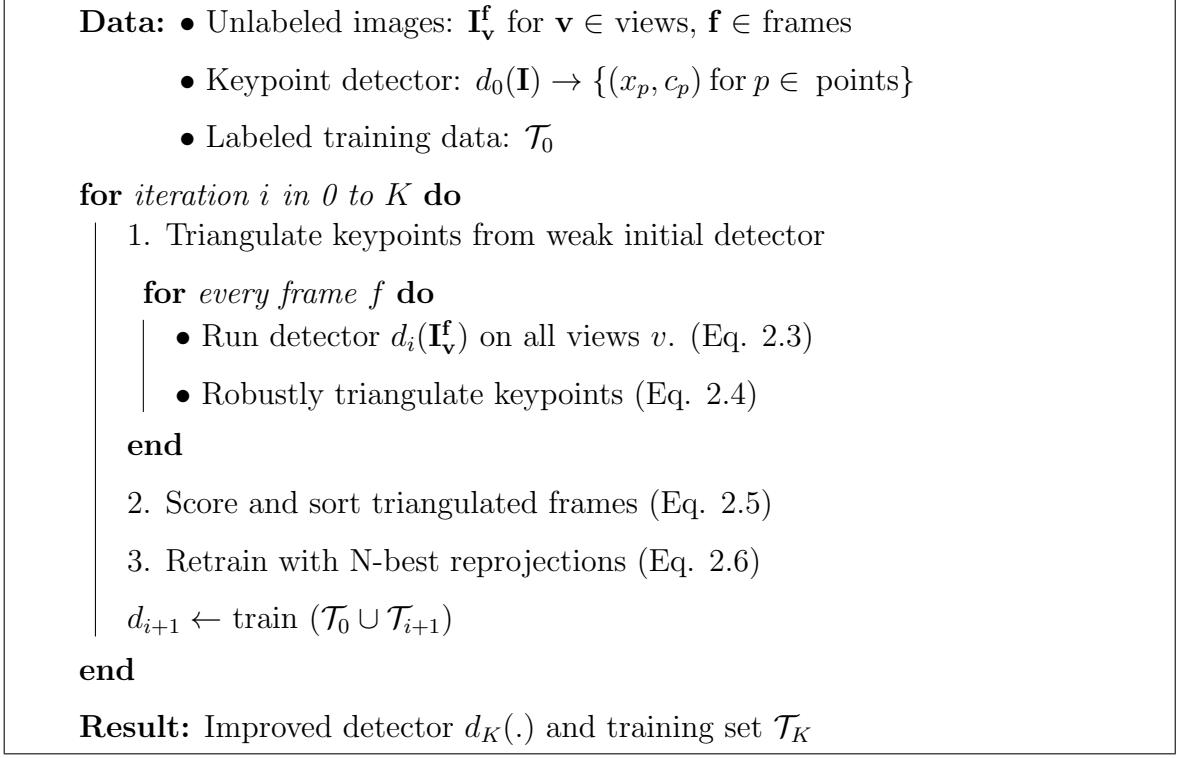 Data: • Unlabeled images: I_v^f for v ∈ views, f ∈ frames
• Keypoint detector: d_0(I) → {(x_p, c_p) for p ∈ points}
• Labeled training data: 𝒯_0
for iteration i in 0 to K do
1. Triangulate keypoints from weak initial detector
for every frame f do
• Run detector d_i(I_v^f) on all views v. (Eq. 2.3)
• Robustly triangulate keypoints (Eq. 2.4)
end
2. Score and sort triangulated frames (Eq. 2.5)
3. Retrain with N-best reprojections (Eq. 2.6)
d_{i+1} ← train (𝒯_0 ∪ 𝒯_{i+1})
end
Result: Improved detector d_K(.) and training set 𝒯_K